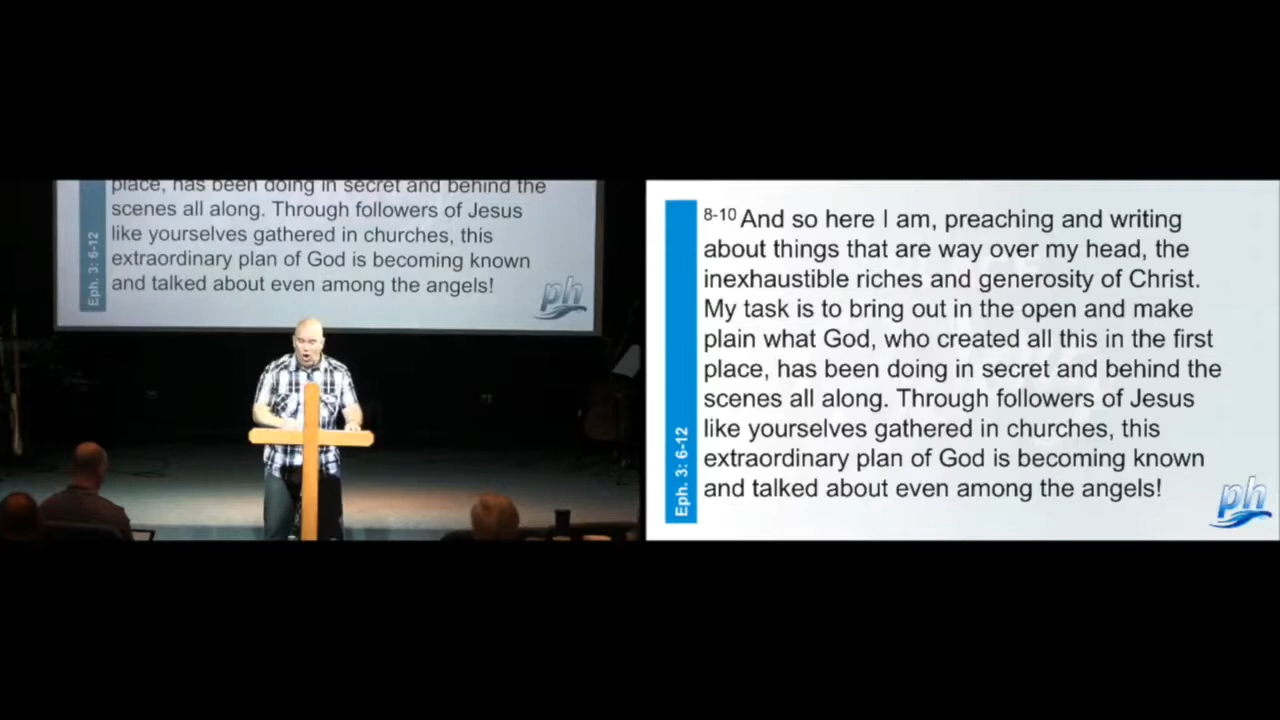 place, has been doing in secret and behind the
scenes all along. Through followers of Jesus
like yourselves gathered in churches, this
extraordinary plan of God is becoming known
and talked about even among the angels!
Eph. 3: 6-12
ph
8-10 And so here I am, preaching and writing
about things that are way over my head, the
inexhaustible riches and generosity of Christ.
My task is to bring out in the open and make
plain what God, who created all this in the first
place, has been doing in secret and behind the
scenes all along. Through followers of Jesus
like yourselves gathered in churches, this
extraordinary plan of God is becoming known
and talked about even among the angels!
Eph. 3: 6-12
ph